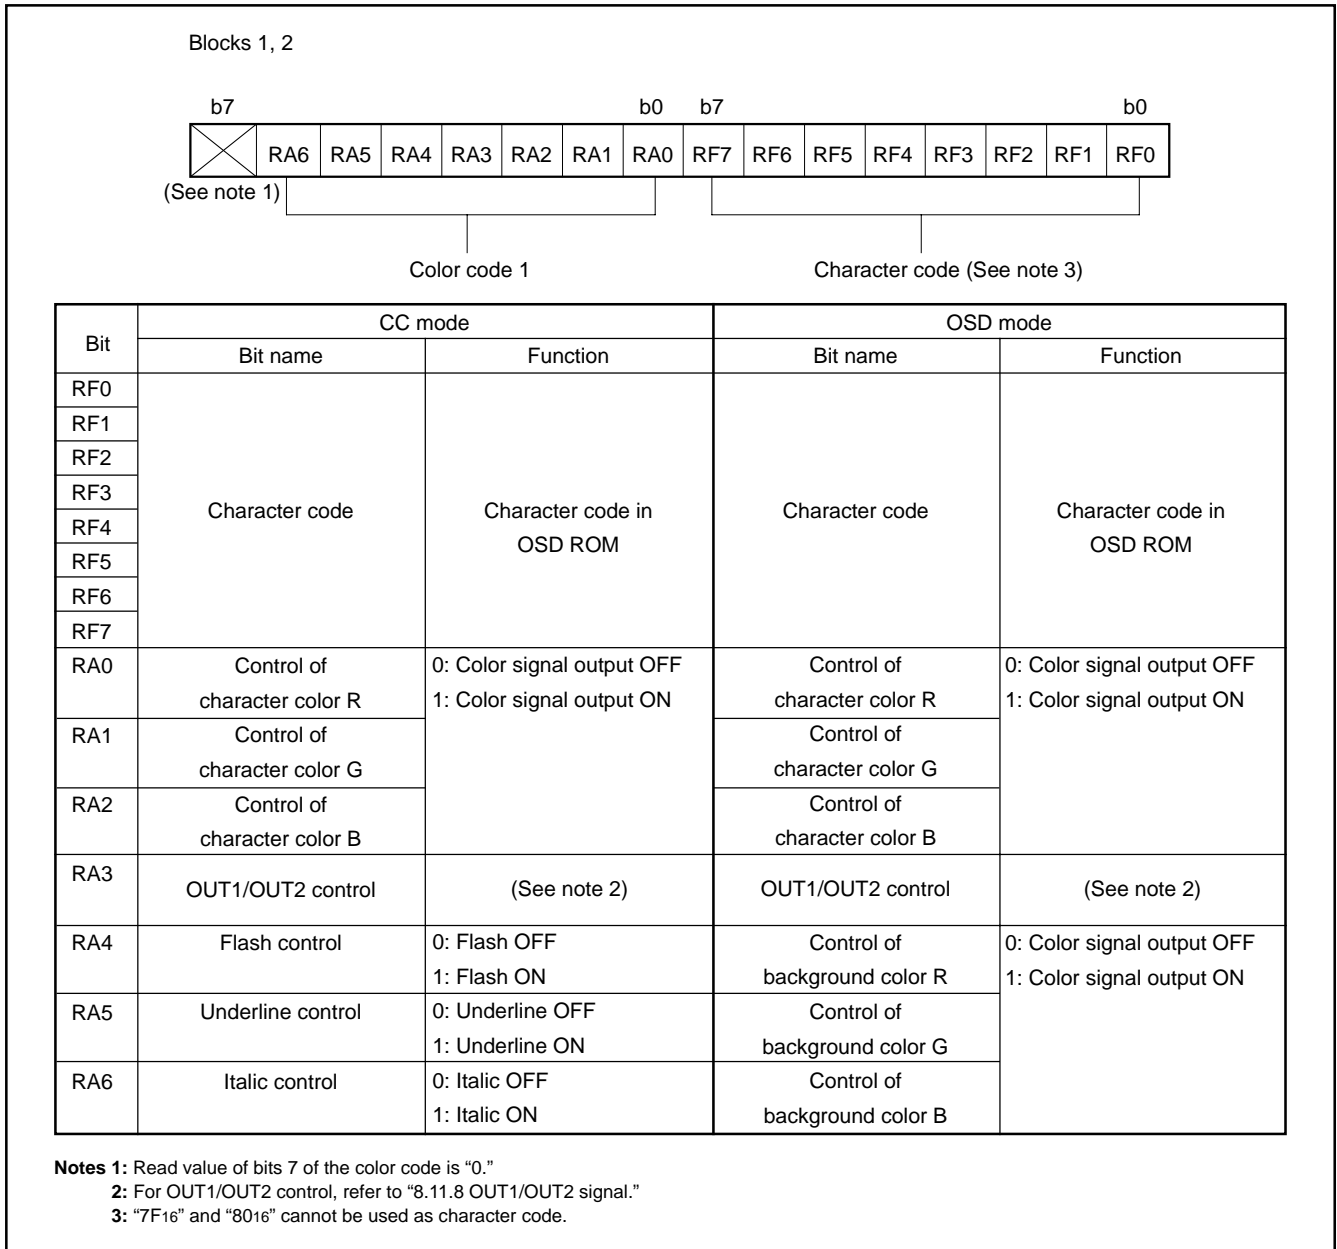 Blocks 1, 2
b7 b0 b7 b0
RA6 RA5 RA4 RA3 RA2 RA1 RA0 RF7 RF6 RF5 RF4 RF3 RF2 RF1 RF0
(See note 1)
Color code 1 Character code (See note 3)
Bit CC mode OSD mode
Bit name Function Bit name Function
RF0
RF1
RF2
RF3
RF4
RF5
RF6
RF7
Character code Character code in Character code Character code in
OSD ROM OSD ROM
RA0 Control of 0: Color signal output OFF Control of 0: Color signal output OFF
character color R 1: Color signal output ON character color R 1: Color signal output ON
RA1 Control of Control of
character color G character color G
RA2 Control of Control of
character color B character color B
RA3 OUT1/OUT2 control (See note 2) OUT1/OUT2 control (See note 2)
RA4 Flash control 0: Flash OFF Control of 0: Color signal output OFF
1: Flash ON background color R 1: Color signal output ON
RA5 Underline control 0: Underline OFF Control of
1: Underline ON background color G
RA6 Italic control 0: Italic OFF Control of
1: Italic ON background color B
Notes 1: Read value of bits 7 of the color code is “0.”
2: For OUT1/OUT2 control, refer to “8.11.8 OUT1/OUT2 signal.”
3: “7F16” and “8016” cannot be used as character code.